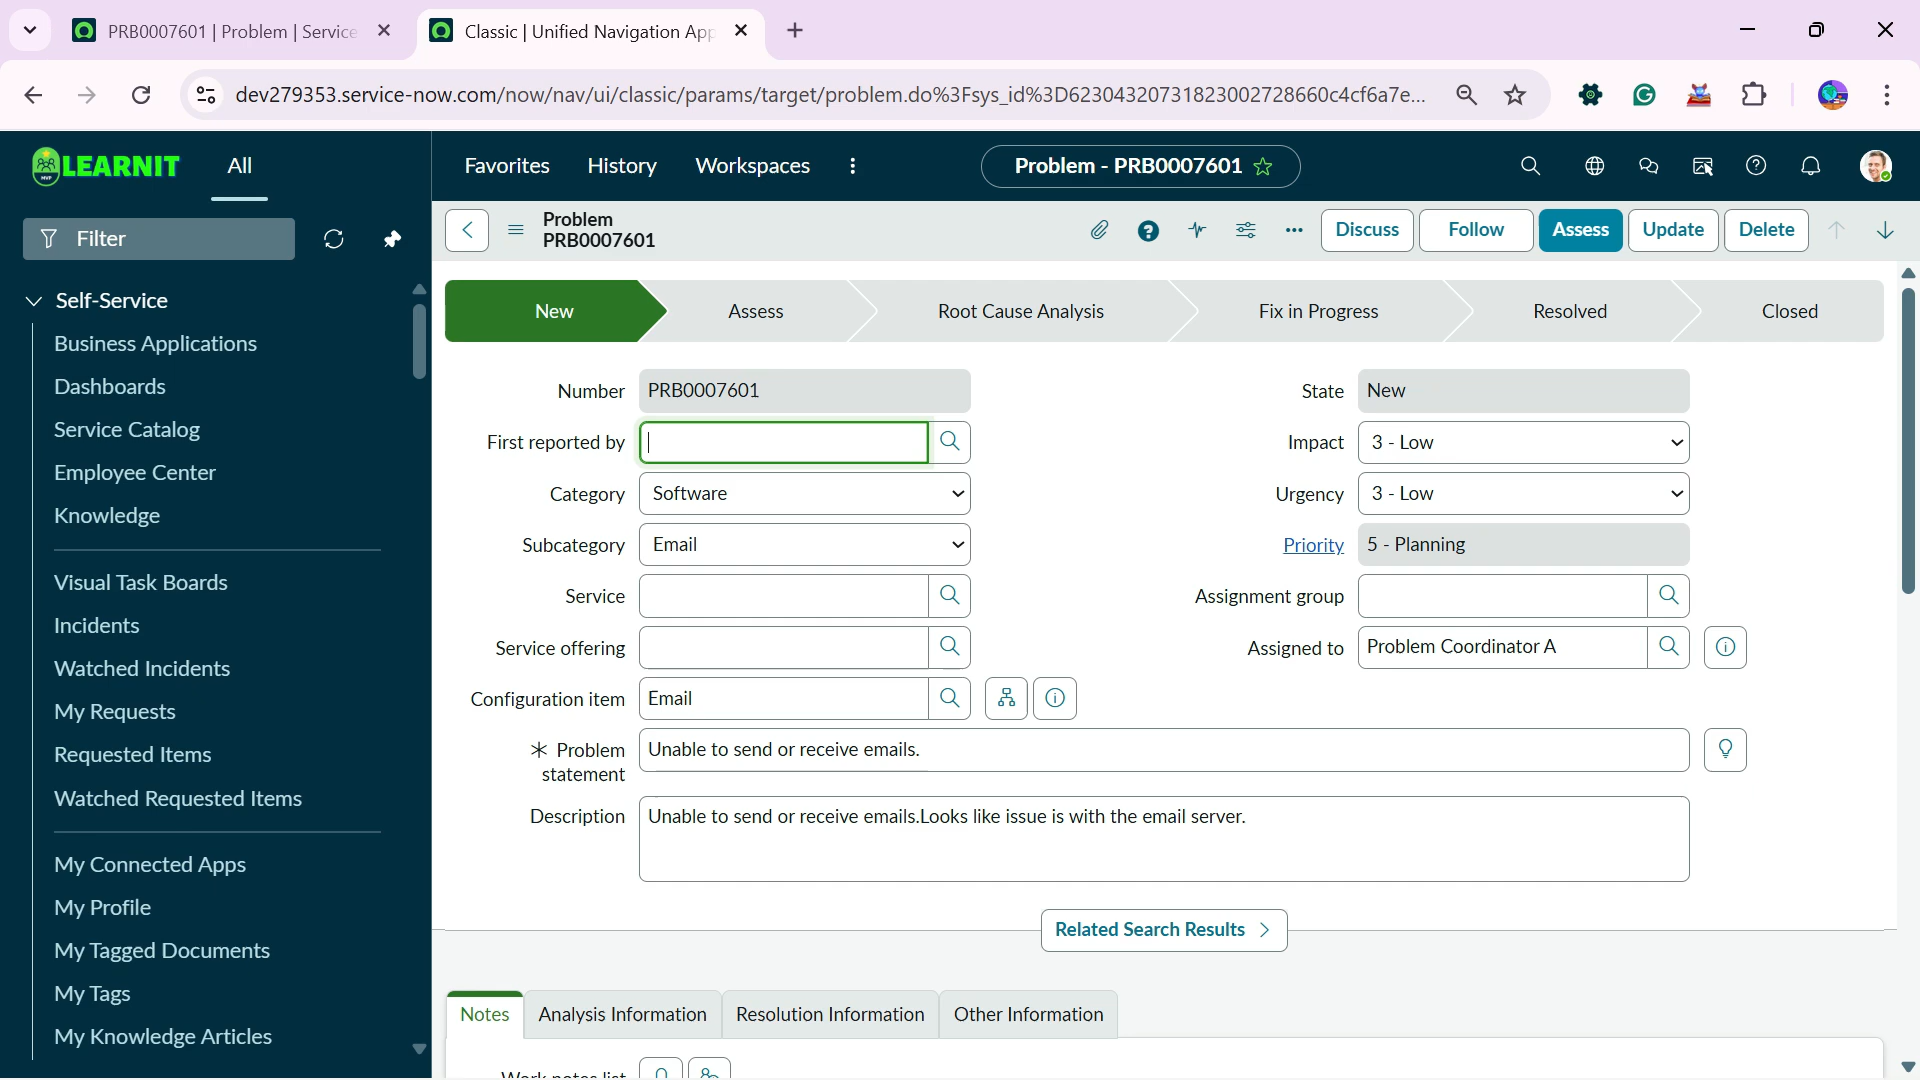 PRB0007601 | Problem | Service
Classic | Unified Navigation App
dev279353.service-now.com/now/nav/ui/classic/params/target/problem.do%3Fsys_id%3D62304320731823002728660c4cf6a7e...
LEARNIT
MVP
All
Favorites
History
Workspaces
Problem - PRB0007601
Filter
Problem
PRB0007601
Discuss
Follow
Assess
Update
Delete
Self-Service
Business Applications
Dashboards
Service Catalog
Employee Center
Knowledge
Visual Task Boards
Incidents
Watched Incidents
My Requests
Requested Items
Watched Requested Items
My Connected Apps
My Profile
My Tagged Documents
My Tags
My Knowledge Articles
New
Assess
Root Cause Analysis
Fix in Progress
Resolved
Closed
Number PRB0007601
First reported by
Category Software
Subcategory Email
Service
Service offering
Configuration item Email
State New
Impact 3 - Low
Urgency 3 - Low
Priority 5 - Planning
Assignment group
Assigned to Problem Coordinator A
Problem statement Unable to send or receive emails.
Description Unable to send or receive emails.Looks like issue is with the email server.
Related Search Results
Notes
Analysis Information
Resolution Information
Other Information
Work notes list